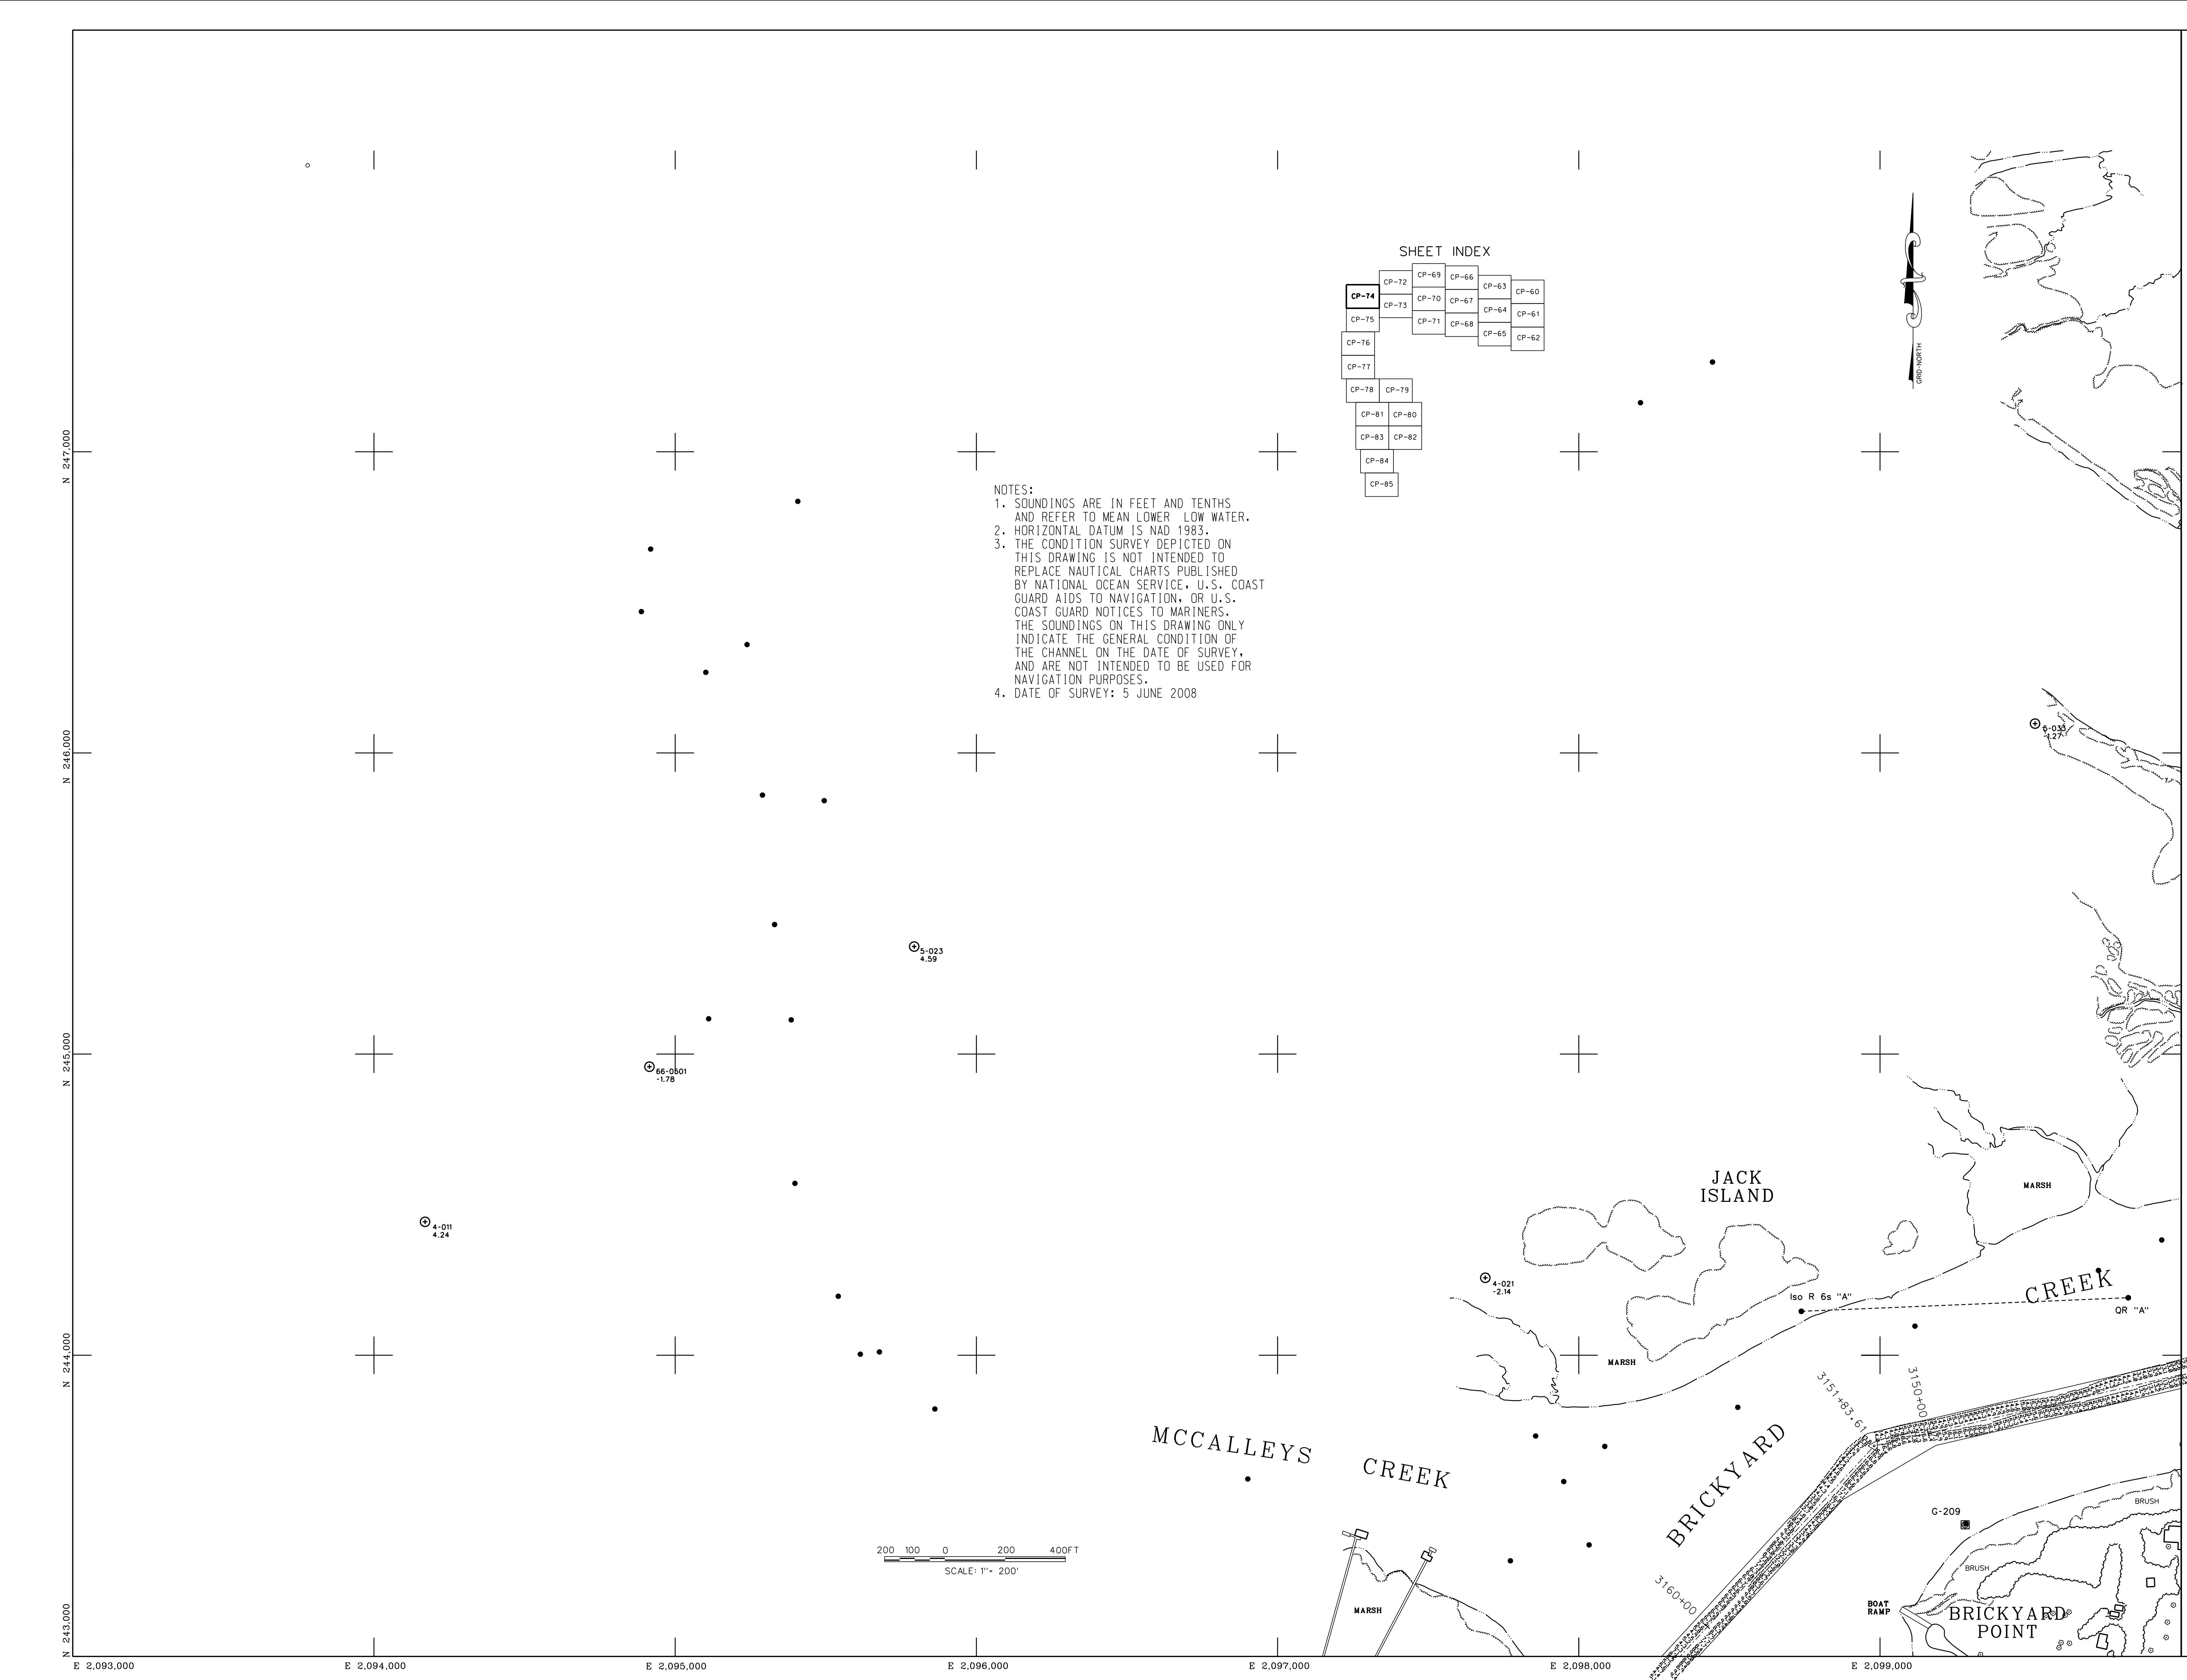 SHEET INDEX
CP-69
CP-66
CP-72
CP-63
CP-60
CP-74
CP-70
CP-67
CP-73
CP-64
CP-61
CP-75
CP-71
CP-68
CP-65
CP-62
CP-76
CP-77
CP-78
CP-79
CP-81
CP-80
CP-83
CP-82
CP-84
CP-85
GRID-NORTH
N 247,000
NOTES:
1. SOUNDINGS ARE IN FEET AND TENTHS
AND REFER TO MEAN LOWER LOW WATER.
2. HORIZONTAL DATUM IS NAD 1983.
3. THE CONDITION SURVEY DEPICTED ON
THIS DRAWING IS NOT INTENDED TO
REPLACE NAUTICAL CHARTS PUBLISHED
BY NATIONAL OCEAN SERVICE, U.S. COAST
GUARD AIDS TO NAVIGATION, OR U.S.
COAST GUARD NOTICES TO MARINERS.
THE SOUNDINGS ON THIS DRAWING ONLY
INDICATE THE GENERAL CONDITION OF
THE CHANNEL ON THE DATE OF SURVEY,
AND ARE NOT INTENDED TO BE USED FOR
NAVIGATION PURPOSES.
4. DATE OF SURVEY: 5 JUNE 2008
N 246,000
5-033
-1.27
5-023
4.59
N 245,000
66-0601
-1.78
JACK
ISLAND
MARSH
4-011
4.24
4-021
-2.14
Iso R 6s "A"
CREEK
QR "A"
N 244,000
MARSH
3151+83.61
3150+00
MCCALLEYS CREEK
BRICKYARD
G-209
BRUSH
200 100 0 200 400FT
SCALE: 1"= 200'
BRUSH
3160+00
MARSH
BOAT
RAMP
BRICKYARD
POINT
N 243,000
E 2,093,000
E 2,094,000
E 2,095,000
E 2,096,000
E 2,097,000
E 2,098,000
E 2,099,000